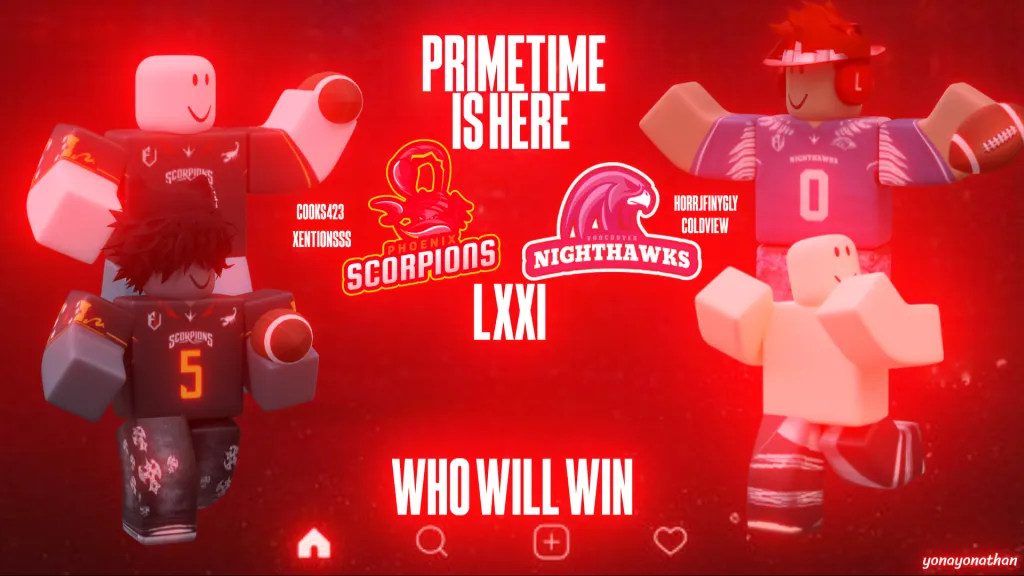 PRIMETIME
IS HERE
COOKS423
XENTIONSSS
PHOENIX
SCORPIONS
VANCOUVER
NIGHTHAWKS
HORRJFINYGLY
COLDVIEW
LXXI
SCORPIONS
SCORPIONS
5
NIGHTHAWKS
0
L
WHO WILL WIN
yonayonathan